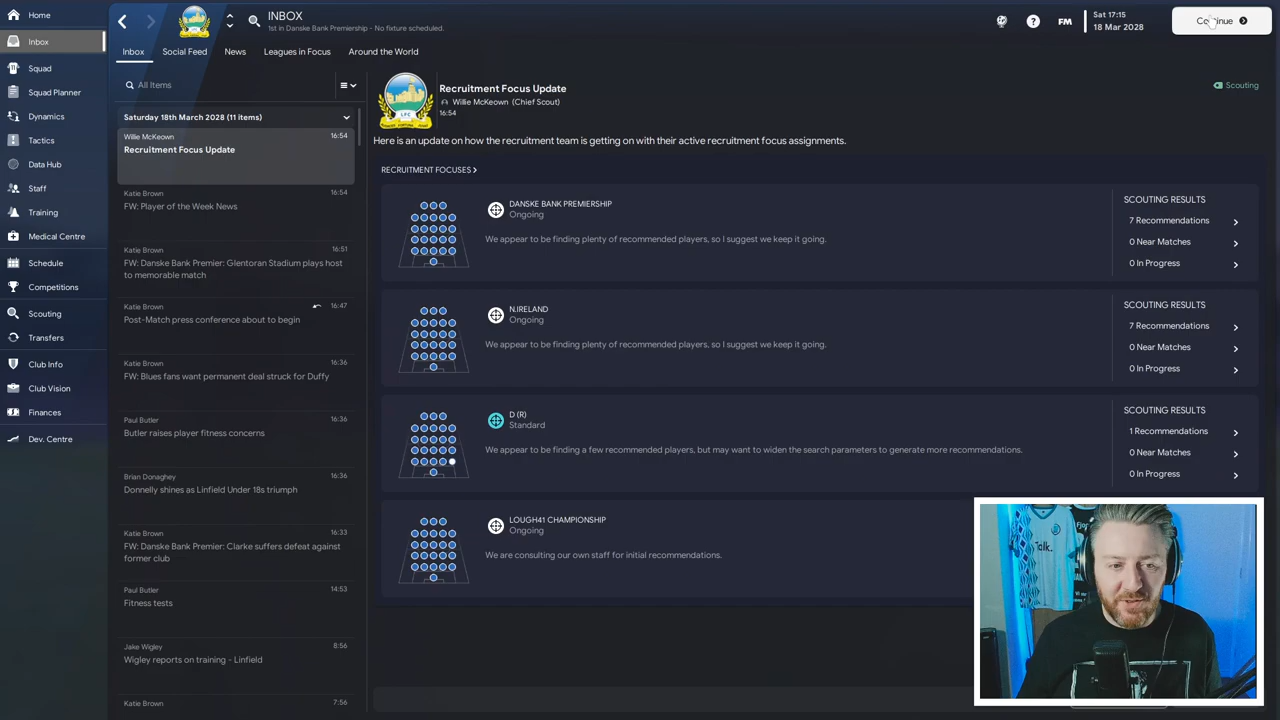 Home
Inbox
Squad
Squad Planner
Dynamics
Tactics
Data Hub
Staff
Training
Medical Centre
Schedule
Competitions
Scouting
Transfers
Club Info
Club Vision
Finances
Dev. Centre
INBOX
1st in Danske Bank Premiership - No fixture scheduled.
FM
Sat 17:15
18 Mar 2028
Inbox
Social Feed
News
Leagues in Focus
Around the World
All Items
Saturday 18th March 2028 (11 items)
Willie McKeown 16:54
Recruitment Focus Update
Katie Brown 16:54
FW: Player of the Week News
Katie Brown 16:51
FW: Danske Bank Premier: Glentoran Stadium plays host
to memorable match
Katie Brown 16:47
Post-Match press conference about to begin
Katie Brown 16:36
FW: Blues fans want permanent deal struck for Duffy
Paul Butler 16:36
Butler raises player fitness concerns
Brian Donaghey 16:36
Donnelly shines as Linfield Under 18s triumph
Katie Brown 16:33
FW: Danske Bank Premier: Clarke suffers defeat against
former club
Paul Butler 14:53
Fitness tests
Jake Wigley 8:56
Wigley reports on training - Linfield
Katie Brown 7:56
LFC
Recruitment Focus Update
Willie McKeown (Chief Scout)
16:54
Scouting
Here is an update on how the recruitment team is getting on with their active recruitment focus assignments.
RECRUITMENT FOCUSES
DANSKE BANK PREMIERSHIP
Ongoing
We appear to be finding plenty of recommended players, so I suggest we keep it going.
SCOUTING RESULTS
7 Recommendations
0 Near Matches
0 In Progress
N.IRELAND
Ongoing
We appear to be finding plenty of recommended players, so I suggest we keep it going.
SCOUTING RESULTS
7 Recommendations
0 Near Matches
0 In Progress
D (R)
Standard
We appear to be finding a few recommended players, but may want to widen the search parameters to generate more recommendations.
SCOUTING RESULTS
1 Recommendations
0 Near Matches
0 In Progress
LOUGH41 CHAMPIONSHIP
Ongoing
We are consulting our own staff for initial recommendations.
Talk.